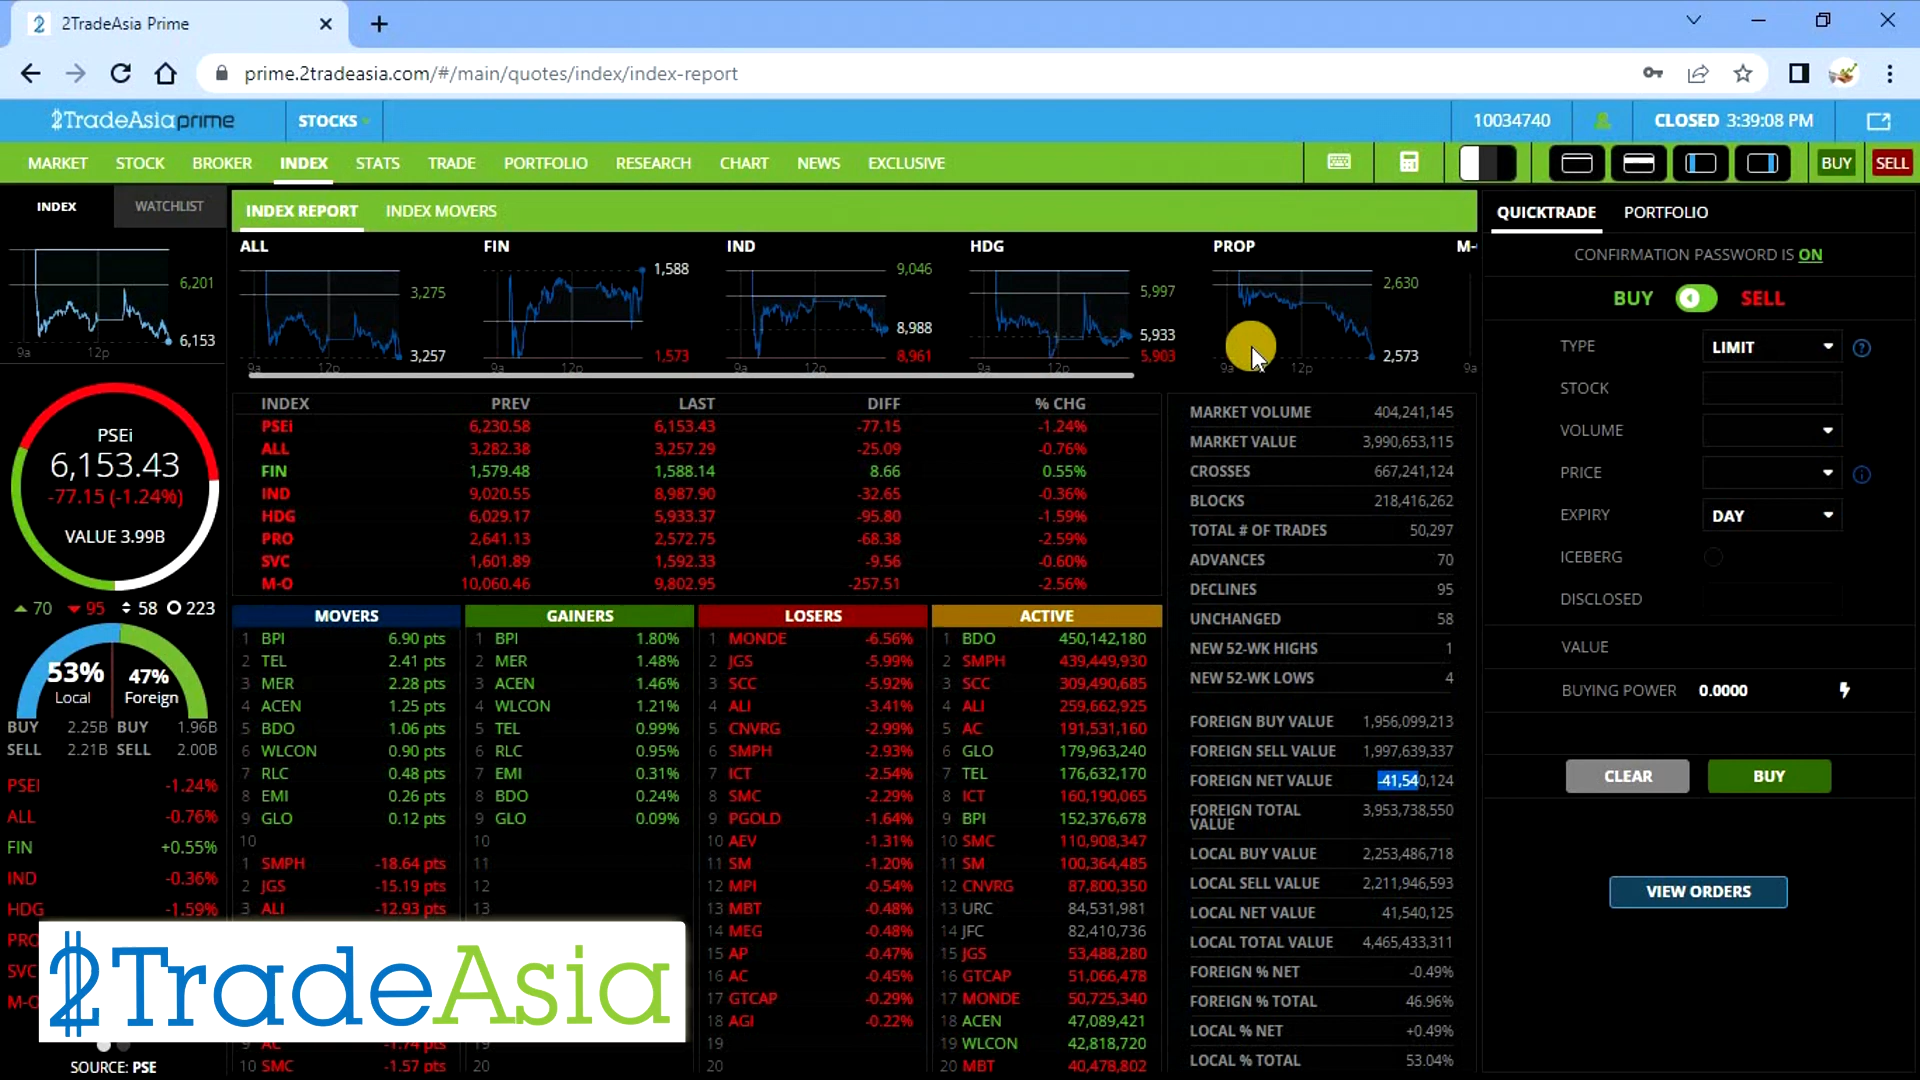 2TradeAsia Prime
prime.2tradeasia.com/#/main/quotes/index/index-report
2TradeAsiaprime STOCKS 10034740 CLOSED 3:39:08 PM
MARKET STOCK BROKER INDEX STATS TRADE PORTFOLIO RESEARCH CHART NEWS EXCLUSIVE BUY SELL
INDEX WATCHLIST
6,201
6,153
9a 12p
PSEi
6,153.43
-77.15 (-1.24%)
VALUE 3.99B
70 95 58 223
53% 47%
Local Foreign
BUY 2.25B BUY 1.96B
SELL 2.21B SELL 2.00B
PSEI -1.24%
ALL -0.76%
FIN +0.55%
IND -0.36%
HDG -1.59%
PRO
SVC
M-O
SOURCE: PSE
INDEX REPORT INDEX MOVERS
ALL FIN IND HDG PROP M-
3,275
3,257
9a 12p
1,588
1,573
9a 12p
9,046
8,988
8,961
9a 12p
5,997
5,933
5,903
9a 12p
2,630
2,573
9a 12p
9a
INDEX PREV LAST DIFF % CHG
PSEi 6,230.58 6,153.43 -77.15 -1.24%
ALL 3,282.38 3,257.29 -25.09 -0.76%
FIN 1,579.48 1,588.14 8.66 0.55%
IND 9,020.55 8,987.90 -32.65 -0.36%
HDG 6,029.17 5,933.37 -95.80 -1.59%
PRO 2,641.13 2,572.75 -68.38 -2.59%
SVC 1,601.89 1,592.33 -9.56 -0.60%
M-O 10,060.46 9,802.95 -257.51 -2.56%
MOVERS
1 BPI 6.90 pts
2 TEL 2.41 pts
3 MER 2.28 pts
4 ACEN 1.25 pts
5 BDO 1.06 pts
6 WLCON 0.90 pts
7 RLC 0.48 pts
8 EMI 0.26 pts
9 GLO 0.12 pts
10
1 SMPH -18.64 pts
2 JGS -15.19 pts
3 ALI -12.93 pts
9 AC -1.74 pts
10 SMC -1.57 pts
GAINERS
1 BPI 1.80%
2 MER 1.48%
3 ACEN 1.46%
4 WLCON 1.21%
5 TEL 0.99%
6 RLC 0.95%
7 EMI 0.31%
8 BDO 0.24%
9 GLO 0.09%
10
11
12
13
19
20
LOSERS
1 MONDE -6.56%
2 JGS -5.99%
3 SCC -5.92%
4 ALI -3.41%
5 CNVRG -2.99%
6 SMPH -2.93%
7 ICT -2.54%
8 SMC -2.29%
9 PGOLD -1.64%
10 AEV -1.31%
11 SM -1.20%
12 MPI -0.54%
13 MBT -0.48%
14 MEG -0.48%
15 AP -0.47%
16 AC -0.45%
17 GTCAP -0.29%
18 AGI -0.22%
19
20
ACTIVE
1 BDO 450,142,180
2 SMPH 439,449,930
3 SCC 309,490,685
4 ALI 259,662,925
5 AC 191,531,160
6 GLO 179,963,240
7 TEL 176,632,170
8 ICT 160,190,065
9 BPI 152,376,678
10 SMC 110,908,347
11 SM 100,364,485
12 CNVRG 87,800,350
13 URC 84,531,981
14 JFC 82,410,736
15 JGS 53,488,280
16 GTCAP 51,066,478
17 MONDE 50,725,340
18 ACEN 47,089,421
19 WLCON 42,818,720
20 MBT 40,478,802
MARKET VOLUME 404,241,145
MARKET VALUE 3,990,653,115
CROSSES 667,241,124
BLOCKS 218,416,262
TOTAL # OF TRADES 50,297
ADVANCES 70
DECLINES 95
UNCHANGED 58
NEW 52-WK HIGHS 1
NEW 52-WK LOWS 4
FOREIGN BUY VALUE 1,956,099,213
FOREIGN SELL VALUE 1,997,639,337
FOREIGN NET VALUE -41,540,124
FOREIGN TOTAL 3,953,738,550
VALUE
LOCAL BUY VALUE 2,253,486,718
LOCAL SELL VALUE 2,211,946,593
LOCAL NET VALUE 41,540,125
LOCAL TOTAL VALUE 4,465,433,311
FOREIGN % NET -0.49%
FOREIGN % TOTAL 46.96%
LOCAL % NET +0.49%
LOCAL % TOTAL 53.04%
QUICKTRADE PORTFOLIO
CONFIRMATION PASSWORD IS ON
BUY SELL
TYPE LIMIT
STOCK
VOLUME
PRICE
EXPIRY DAY
ICEBERG
DISCLOSED
VALUE
BUYING POWER 0.0000
CLEAR BUY
VIEW ORDERS
2TradeAsia